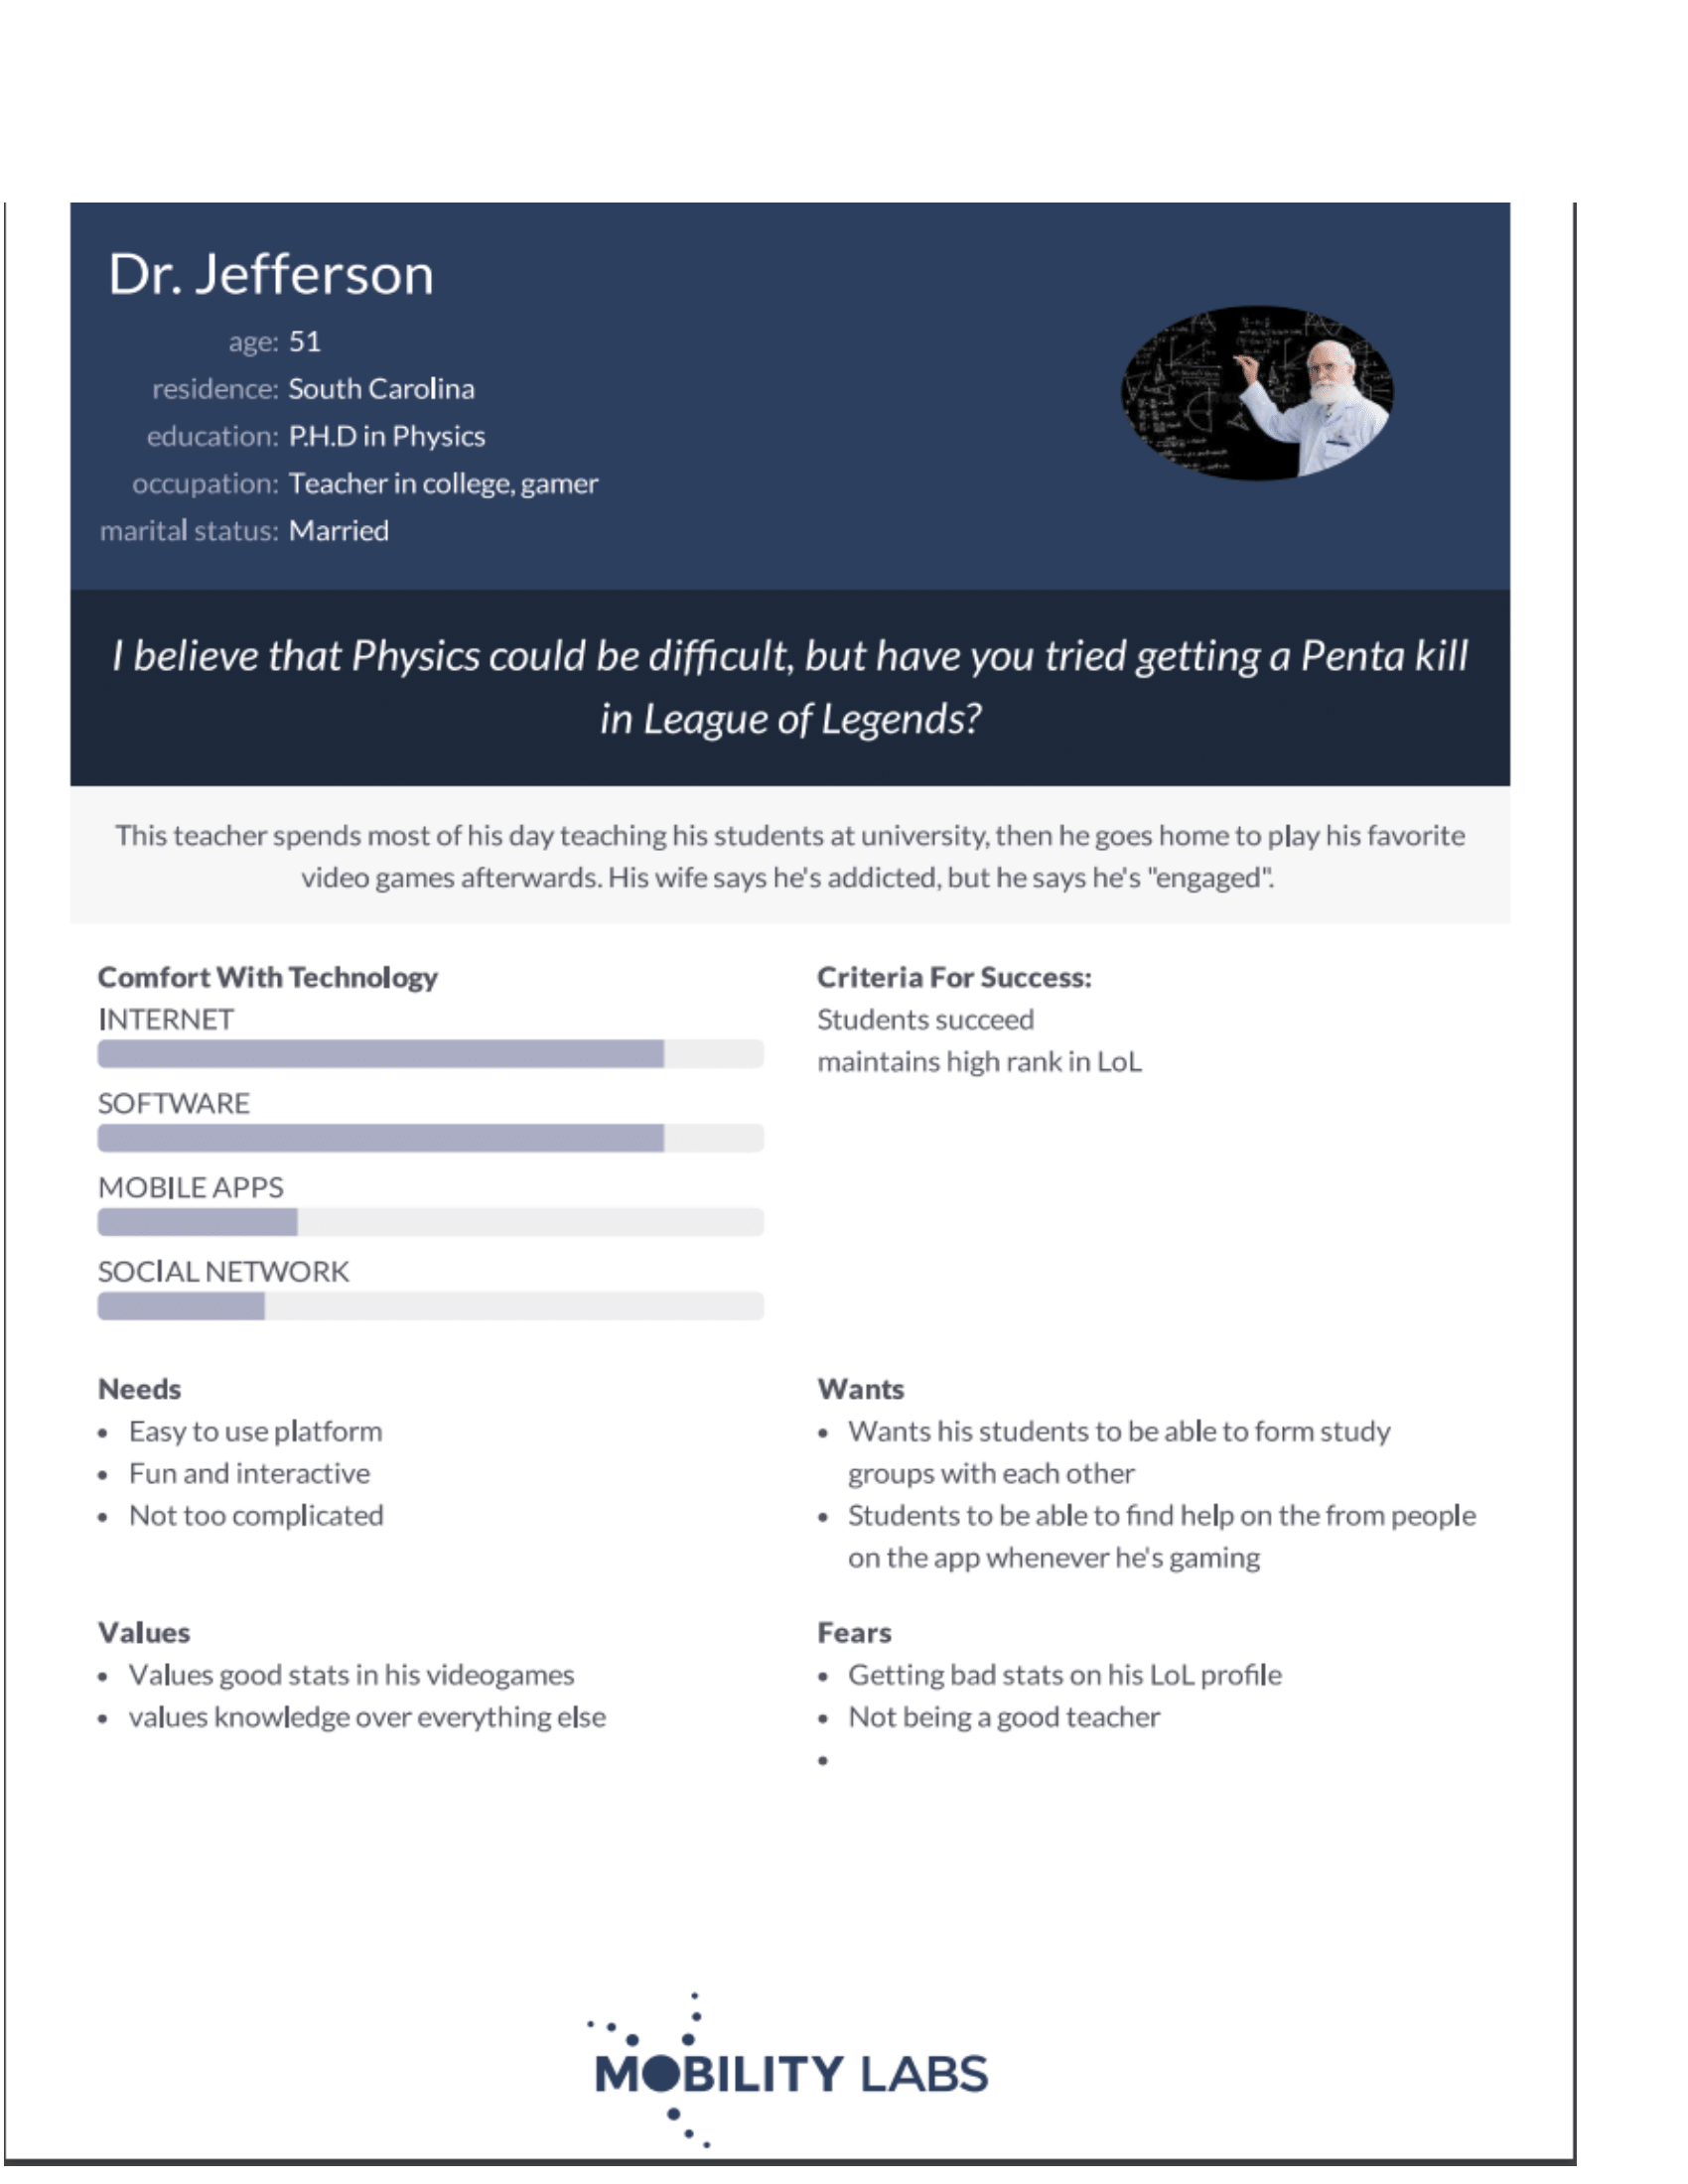 Dr. Jefferson
age: 51
residence: South Carolina
education: P.H.D in Physics
occupation: Teacher in college, gamer
marital status: Married
I believe that Physics could be difficult, but have you tried getting a Penta kill
in League of Legends?
This teacher spends most of his day teaching his students at university, then he goes home to play his favorite
video games afterwards. His wife says he's addicted, but he says he's "engaged".
Comfort With Technology
INTERNET
SOFTWARE
MOBILE APPS
SOCIAL NETWORK
Criteria For Success:
Students succeed
maintains high rank in LoL
Needs
• Easy to use platform
• Fun and interactive
• Not too complicated
Wants
• Wants his students to be able to form study
groups with each other
• Students to be able to find help on the from people
on the app whenever he's gaming
Values
• Values good stats in his videogames
• values knowledge over everything else
Fears
• Getting bad stats on his LoL profile
• Not being a good teacher
•
MOBILITY LABS